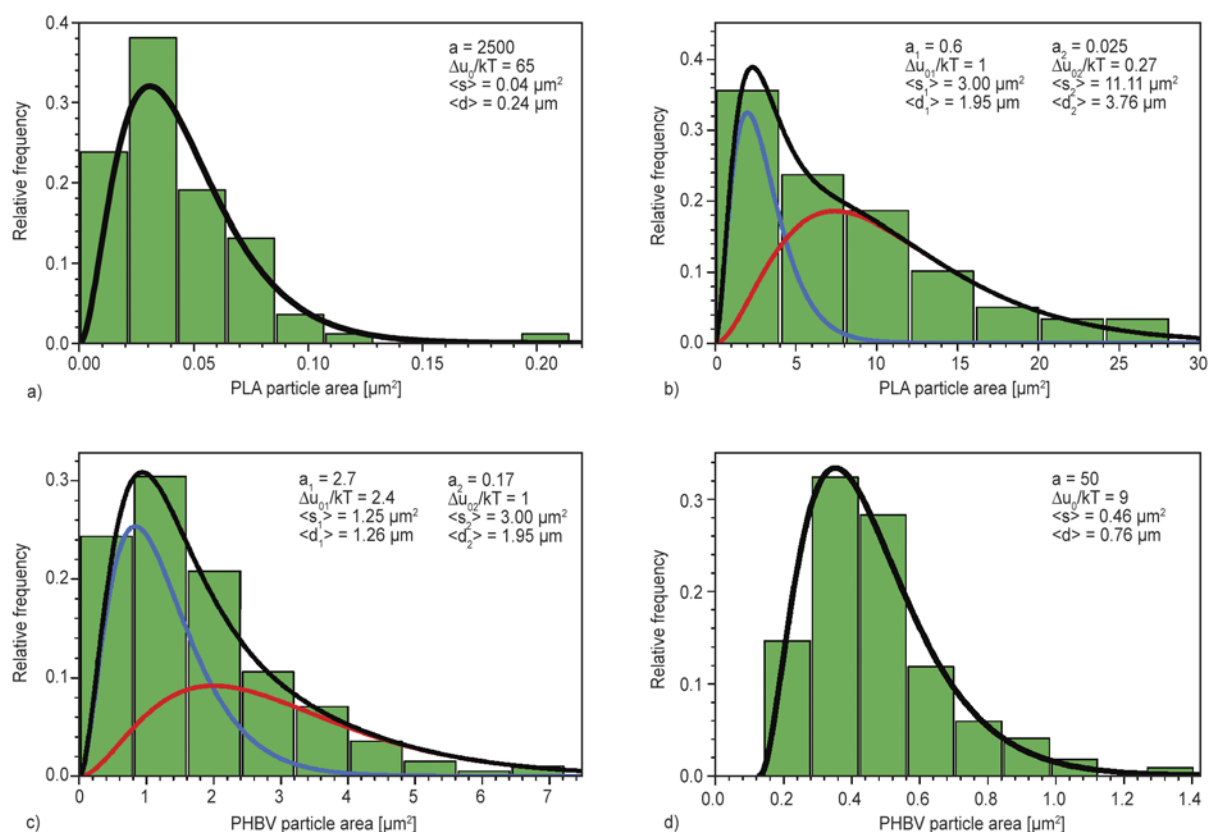 0.4
0.3
0.2
0.1
0.0
Relative frequency
a = 2500
Δu₀/kT = 65
<s> = 0.04 µm²
<d> = 0.24 µm
0.00 0.05 0.10 0.15 0.20
PLA particle area [µm²]
a)
0.4
0.3
0.2
0.1
0.0
Relative frequency
a₁ = 0.6
Δu₀₁/kT = 1
<s₁> = 3.00 µm²
<d₁> = 1.95 µm
a₂ = 0.025
Δu₀₂/kT = 0.27
<s₂> = 11.11 µm²
<d₂> = 3.76 µm
5 10 15 20 25 30
PLA particle area [µm²]
b)
0.3
0.2
0.1
0.0
Relative frequency
a₁ = 2.7
Δu₀₁/kT = 2.4
<s₁> = 1.25 µm²
<d₁> = 1.26 µm
a₂ = 0.17
Δu₀₂/kT = 1
<s₂> = 3.00 µm²
<d₂> = 1.95 µm
0 1 2 3 4 5 6 7
PHBV particle area [µm²]
c)
0.3
0.2
0.1
0.0
Relative frequency
a = 50
Δu₀/kT = 9
<s> = 0.46 µm²
<d> = 0.76 µm
0.0 0.2 0.4 0.6 0.8 1.0 1.2 1.4
PHBV particle area [µm²]
d)